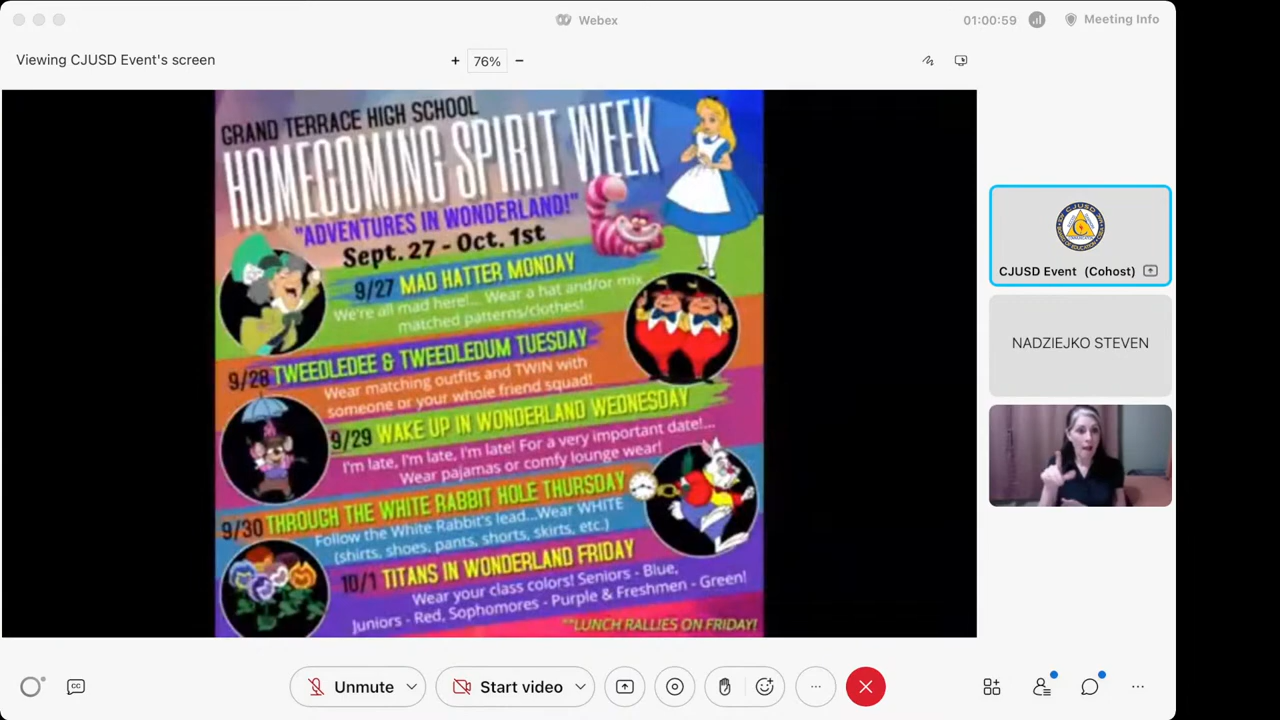 Webex
01:00:59
Meeting Info
Viewing CJUSD Event's screen
+ 76% −
GRAND TERRACE HIGH SCHOOL
HOMECOMING SPIRIT WEEK
"ADVENTURES IN WONDERLAND!"
Sept. 27 - Oct. 1st
9/27 MAD HATTER MONDAY
We're all mad here!... Wear a hat and/or mix
matched patterns/clothes!
9/28 TWEEDLEDEE & TWEEDLEDUM TUESDAY
Wear matching outfits and TWIN with
someone or your whole friend squad!
9/29 WAKE UP IN WONDERLAND WEDNESDAY
I'm late, I'm late, I'm late! For a very important date!...
Wear pajamas or comfy lounge wear!
9/30 THROUGH THE WHITE RABBIT HOLE THURSDAY
Follow the White Rabbit's lead...Wear WHITE
(shirts, shoes, pants, shorts, skirts, etc.)
10/1 TITANS IN WONDERLAND FRIDAY
Wear your class colors! Seniors - Blue,
Juniors - Red, Sophomores - Purple & Freshmen - Green!
**LUNCH RALLIES ON FRIDAY!
CJUSD Event (Cohost)
NADZIEJKO STEVEN
CC
Unmute
Start video